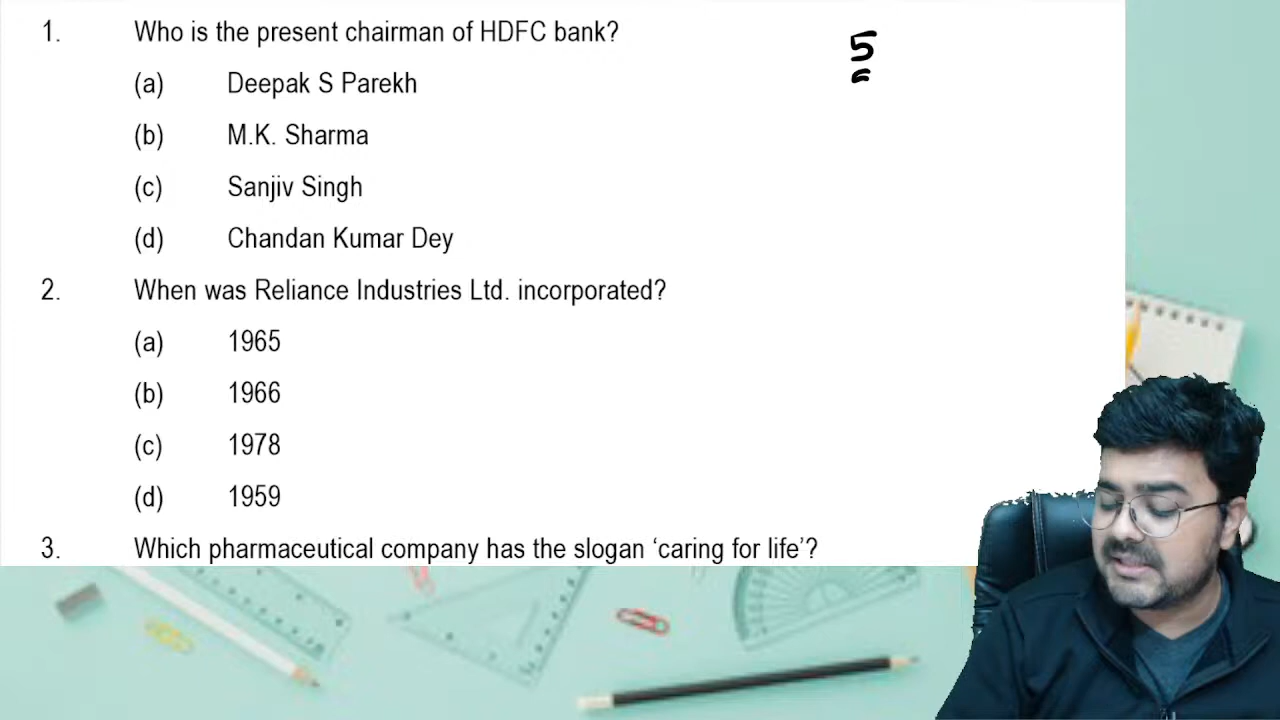 1. Who is the present chairman of HDFC bank?
5
(a) Deepak S Parekh
(b) M.K. Sharma
(c) Sanjiv Singh
(d) Chandan Kumar Dey
2. When was Reliance Industries Ltd. incorporated?
(a) 1965
(b) 1966
(c) 1978
(d) 1959
3. Which pharmaceutical company has the slogan ‘caring for life’?